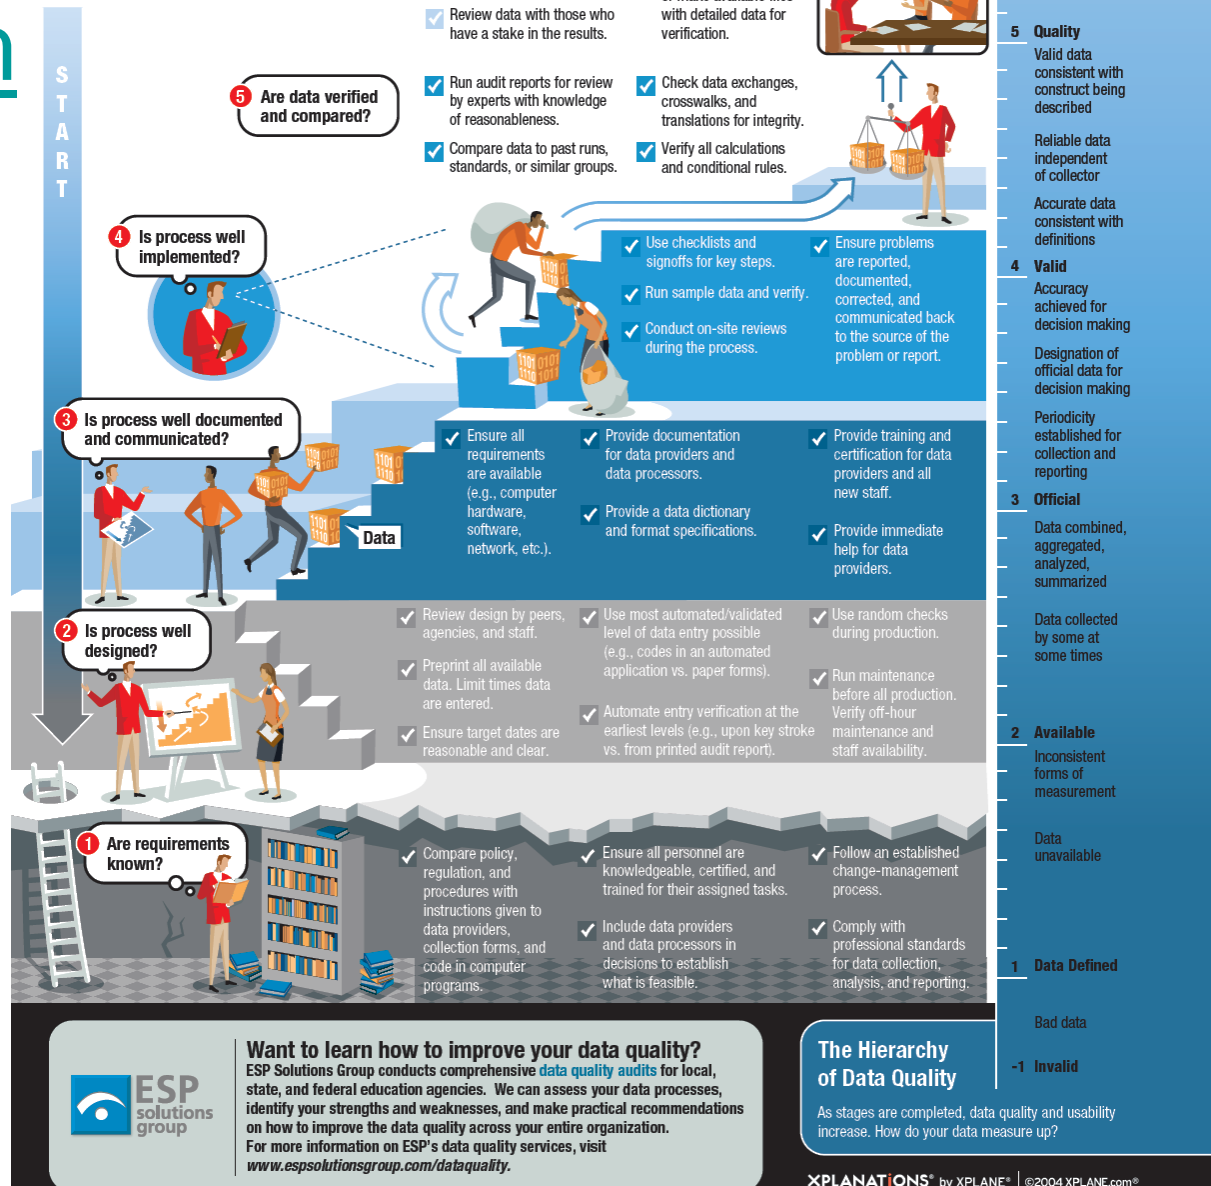 n
START
5 Are data verified
and compared?
Review data with those who
have a stake in the results.
with detailed data for
verification.
Run audit reports for review
by experts with knowledge
of reasonableness.
Check data exchanges,
crosswalks, and
translations for integrity.
Compare data to past runs,
standards, or similar groups.
Verify all calculations
and conditional rules.
4 Is process well
implemented?
Use checklists and
signoffs for key steps.
Run sample data and verify.
Conduct on-site reviews
during the process.
Ensure problems
are reported,
documented,
corrected, and
communicated back
to the source of the
problem or report.
3 Is process well documented
and communicated?
Data
Ensure all
requirements
are available
(e.g., computer
hardware,
software,
network, etc.).
Provide documentation
for data providers and
data processors.
Provide a data dictionary
and format specifications.
Provide training and
certification for data
providers and all
new staff.
Provide immediate
help for data
providers.
2 Is process well
designed?
Review design by peers,
agencies, and staff.
Preprint all available
data. Limit times data
are entered.
Ensure target dates are
reasonable and clear.
Use most automated/validated
level of data entry possible
(e.g., codes in an automated
application vs. paper forms).
Automate entry verification at the
earliest levels (e.g., upon key stroke
vs. from printed audit report).
Use random checks
during production.
Run maintenance
before all production.
Verify off-hour
maintenance and
staff availability.
1 Are requirements
known?
Compare policy,
regulation, and
procedures with
instructions given to
data providers,
collection forms, and
code in computer
programs.
Ensure all personnel are
knowledgeable, certified, and
trained for their assigned tasks.
Include data providers
and data processors in
decisions to establish
what is feasible.
Follow an established
change-management
process.
Comply with
professional standards
for data collection,
analysis, and reporting.
5 Quality
Valid data
consistent with
construct being
described
Reliable data
independent
of collector
Accurate data
consistent with
definitions
4 Valid
Accuracy
achieved for
decision making
Designation of
official data for
decision making
Periodicity
established for
collection and
reporting
3 Official
Data combined,
aggregated,
analyzed,
summarized
Data collected
by some at
some times
2 Available
Inconsistent
forms of
measurement
Data
unavailable
1 Data Defined
Bad data
-1 Invalid
ESP
solutions
group
Want to learn how to improve your data quality?
ESP Solutions Group conducts comprehensive data quality audits for local,
state, and federal education agencies. We can assess your data processes,
identify your strengths and weaknesses, and make practical recommendations
on how to improve the data quality across your entire organization.
For more information on ESP's data quality services, visit
www.espsolutionsgroup.com/dataquality.
The Hierarchy
of Data Quality
As stages are completed, data quality and usability
increase. How do your data measure up?
XPLANATiONS® by XPLANE® | ©2004 XPLANE.com®